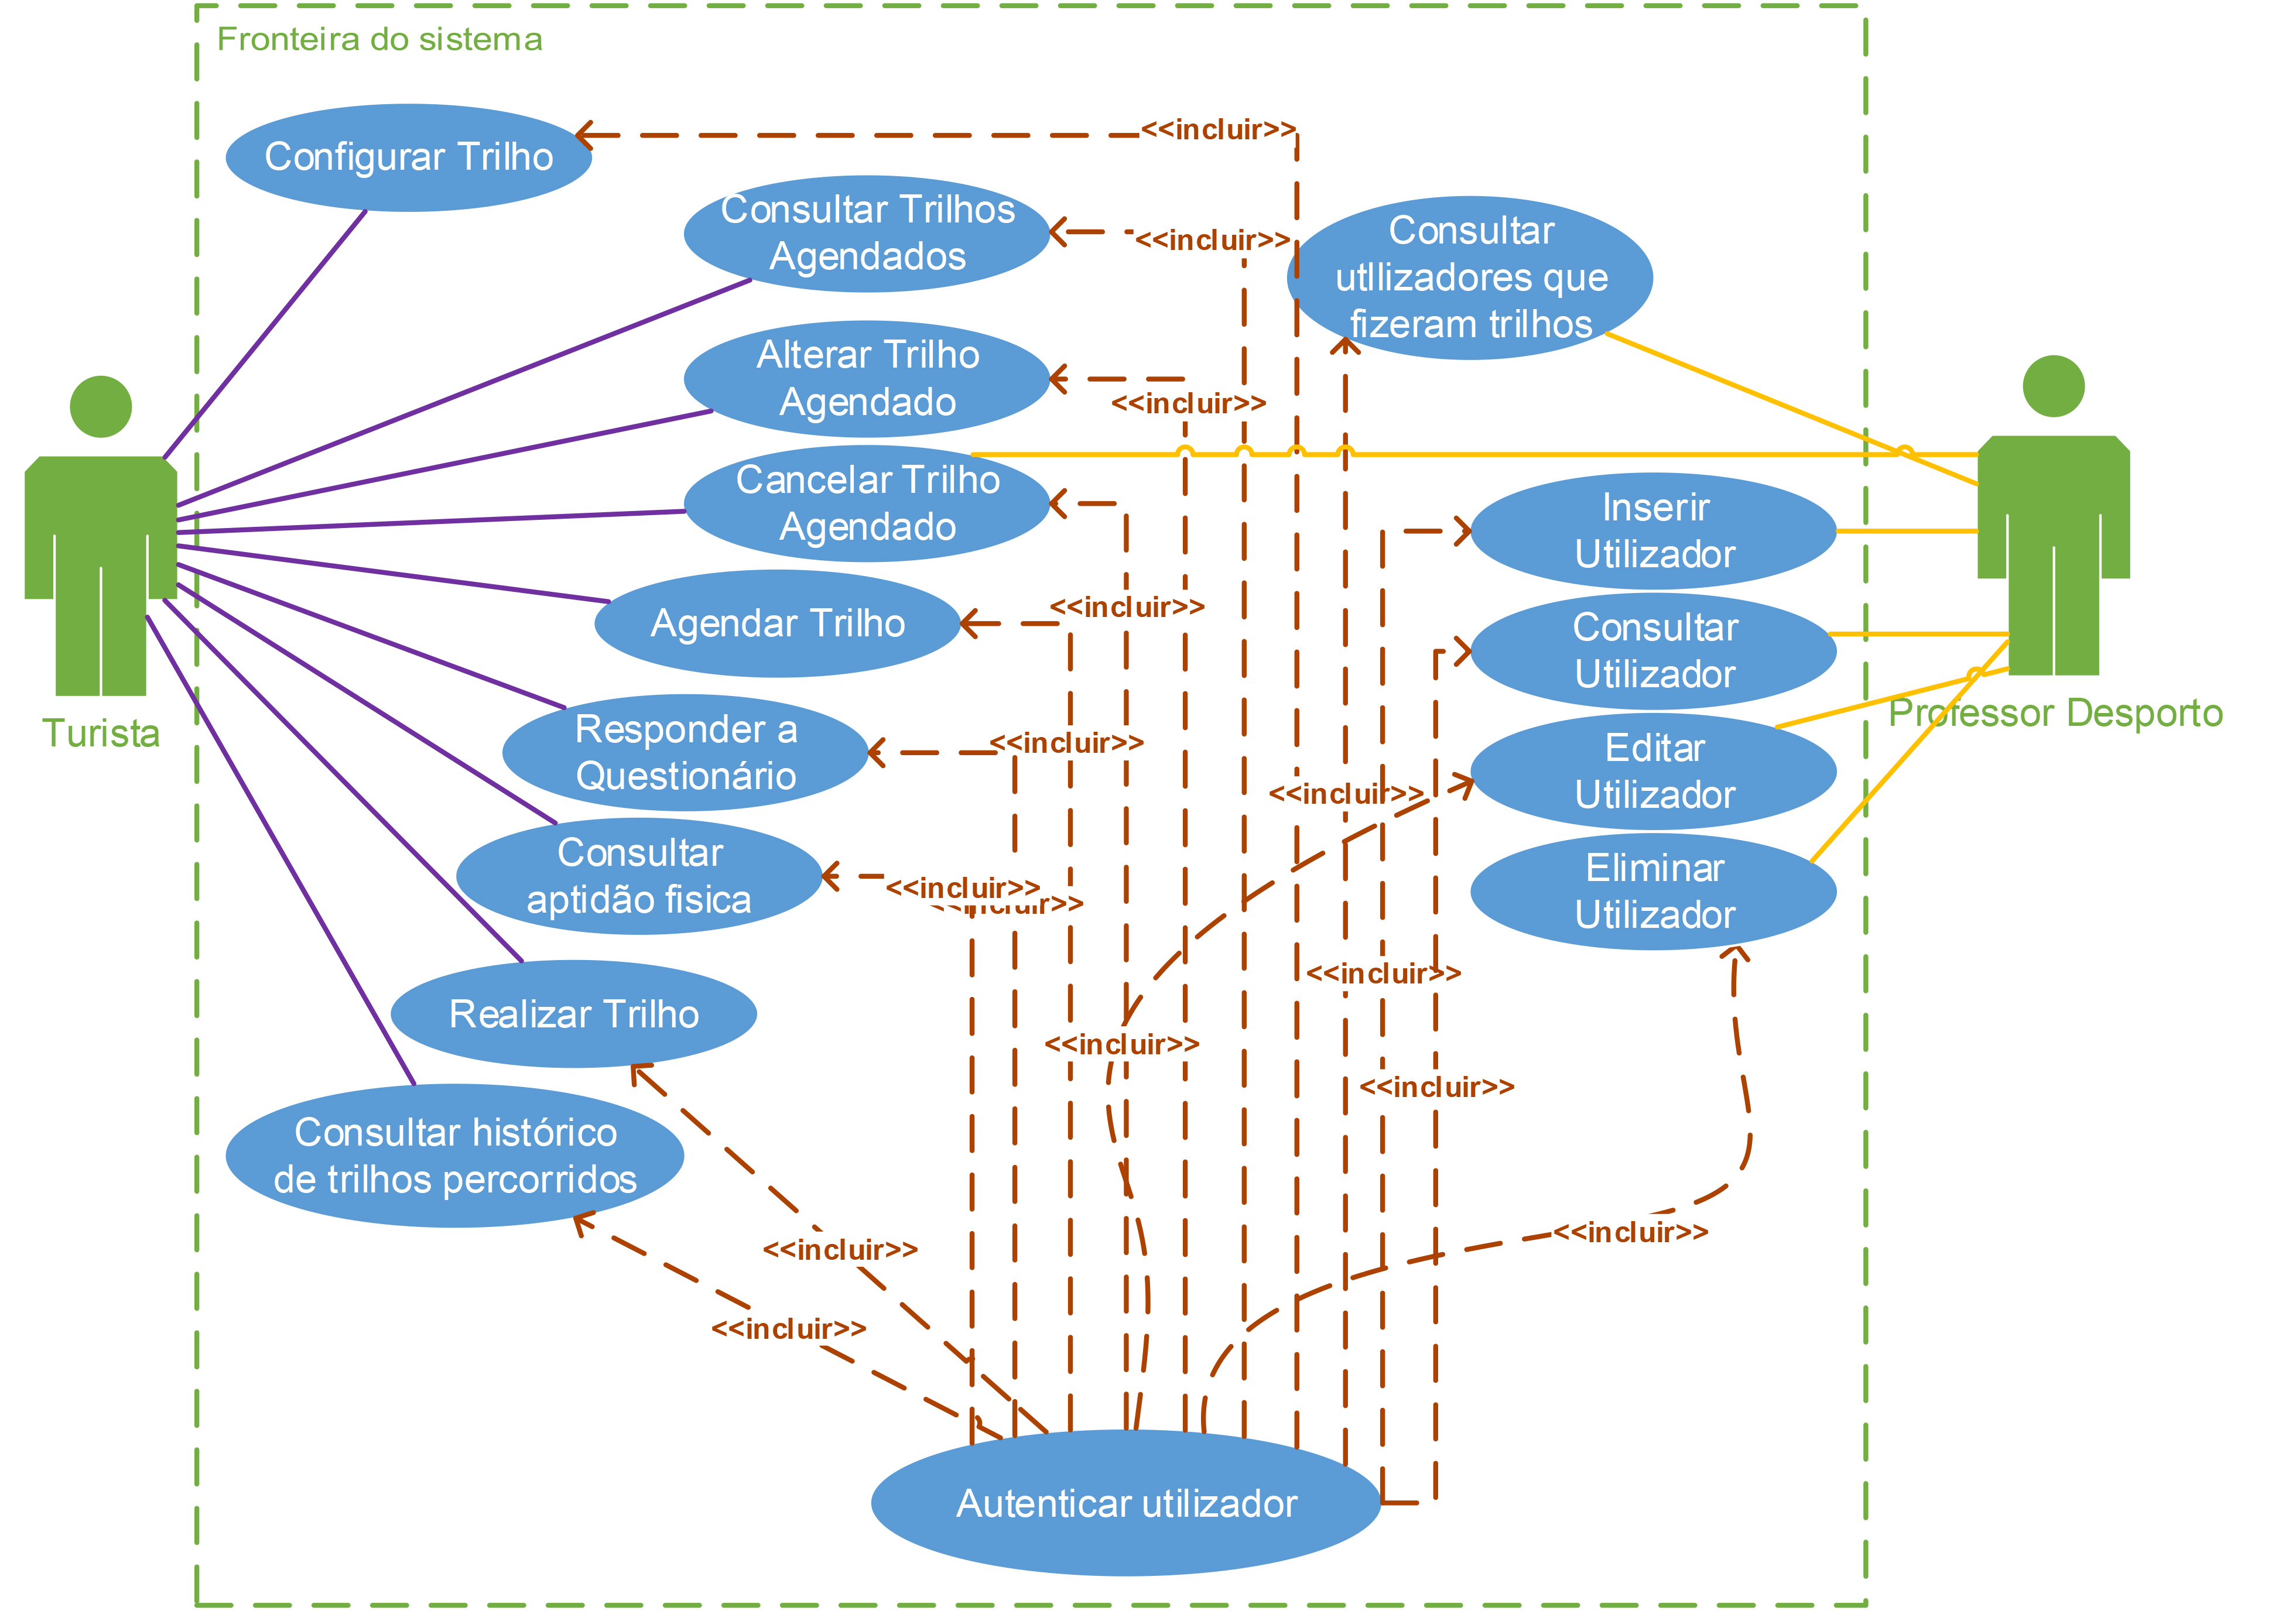 Fronteira do sistema
Configurar Trilho
<<incluir>>
Consultar Trilhos
Agendados
<<incluir>>
Consultar
utllizadores que
fizeram trilhos
Alterar Trilho
Agendado
<<incluir>>
Cancelar Trilho
Agendado
Inserir
Utilizador
Agendar Trilho
<<incluir>>
Consultar
Utilizador
Turista
Professor Desporto
Responder a
Questionário
<<incluir>>
Editar
Utilizador
<<incluir>>
Consultar
aptidão fisica
<<incluir>>
<<incluir>>
Eliminar
Utilizador
<<incluir>>
Realizar Trilho
<<incluir>>
<<incluir>>
Consultar histórico
de trilhos percorridos
<<incluir>>
<<incluir>>
<<incluir>>
Autenticar utilizador